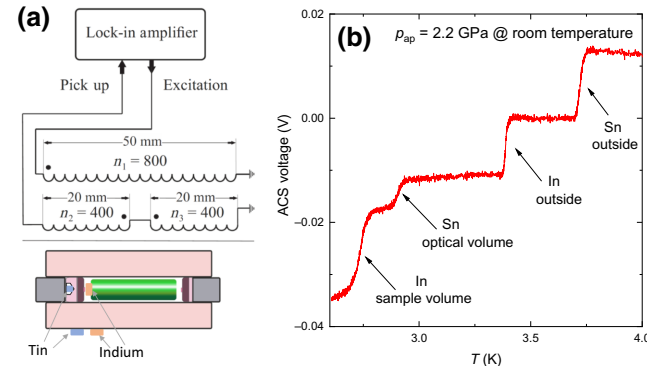 (a)
Lock-in amplifier
Pick up
Excitation
50 mm
n₁ = 800
20 mm
20 mm
n₂ = 400
n₃ = 400
Tin
Indium
(b)
pₐₚ = 2.2 GPa @ room temperature
0.02
0.00
−0.02
−0.04
ACS voltage (V)
Sn
outside
In
outside
Sn
optical volume
In
sample volume
3.0
3.5
4.0
T (K)